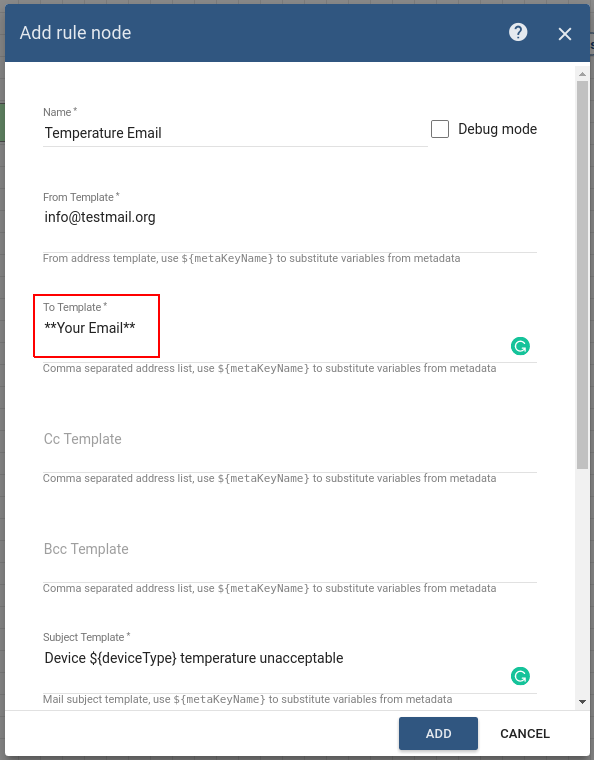 Add rule node
Name *
Temperature Email
Debug mode
From Template *
info@testmail.org
From address template, use ${metaKeyName} to substitute variables from metadata
To Template *
**Your Email**
Comma separated address list, use ${metaKeyName} to substitute variables from metadata
Cc Template
Comma separated address list, use ${metaKeyName} to substitute variables from metadata
Bcc Template
Comma separated address list, use ${metaKeyName} to substitute variables from metadata
Subject Template *
Device ${deviceType} temperature unacceptable
Mail subject template, use ${metaKeyName} to substitute variables from metadata
ADD
CANCEL